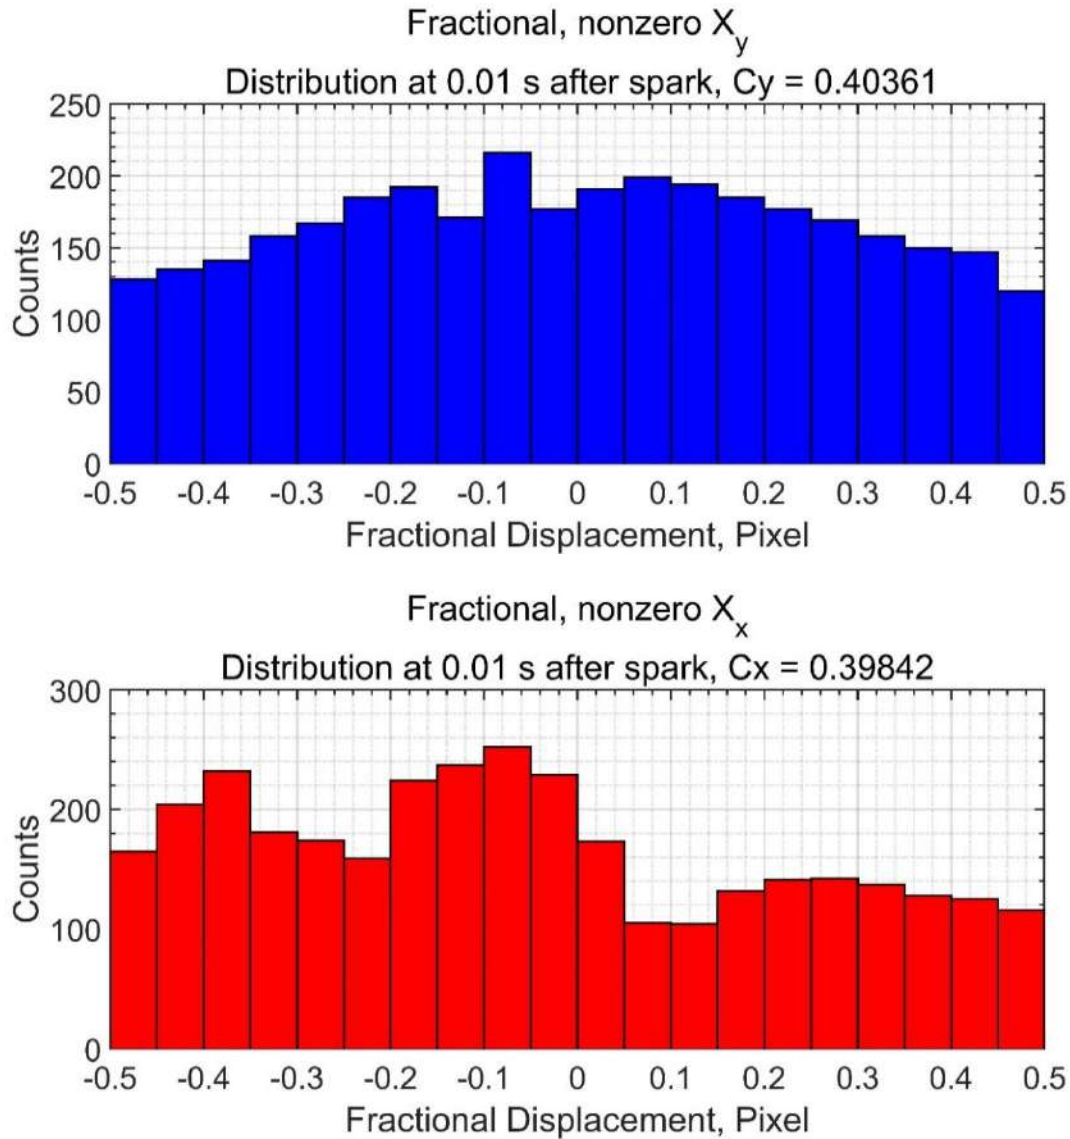 Fractional, nonzero X_y
Distribution at 0.01 s after spark, Cy = 0.40361
250
200
150
100
50
0
Counts
-0.5 -0.4 -0.3 -0.2 -0.1 0 0.1 0.2 0.3 0.4 0.5
Fractional Displacement, Pixel
Fractional, nonzero X_x
Distribution at 0.01 s after spark, Cx = 0.39842
300
200
100
0
Counts
-0.5 -0.4 -0.3 -0.2 -0.1 0 0.1 0.2 0.3 0.4 0.5
Fractional Displacement, Pixel